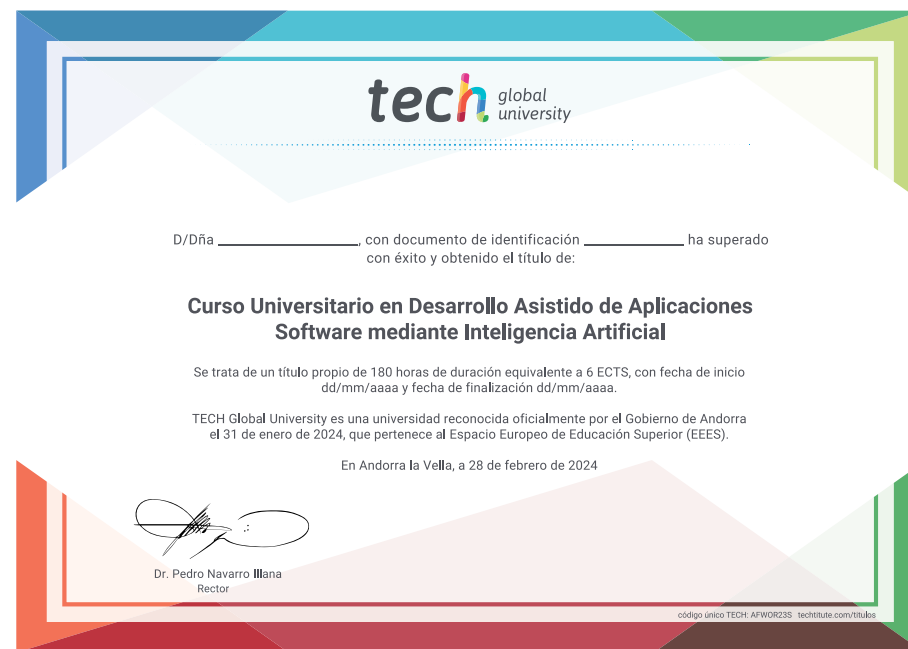 tech global university
D/Dña ____________________, con documento de identificación ______________ ha superado
con éxito y obtenido el título de:
Curso Universitario en Desarrollo Asistido de Aplicaciones
Software mediante Inteligencia Artificial
Se trata de un título propio de 180 horas de duración equivalente a 6 ECTS, con fecha de inicio
dd/mm/aaaa y fecha de finalización dd/mm/aaaa.
TECH Global University es una universidad reconocida oficialmente por el Gobierno de Andorra
el 31 de enero de 2024, que pertenece al Espacio Europeo de Educación Superior (EEES).
En Andorra la Vella, a 28 de febrero de 2024
Dr. Pedro Navarro Illana
Rector
código único TECH: AFWOR23S techtitute.com/titulos